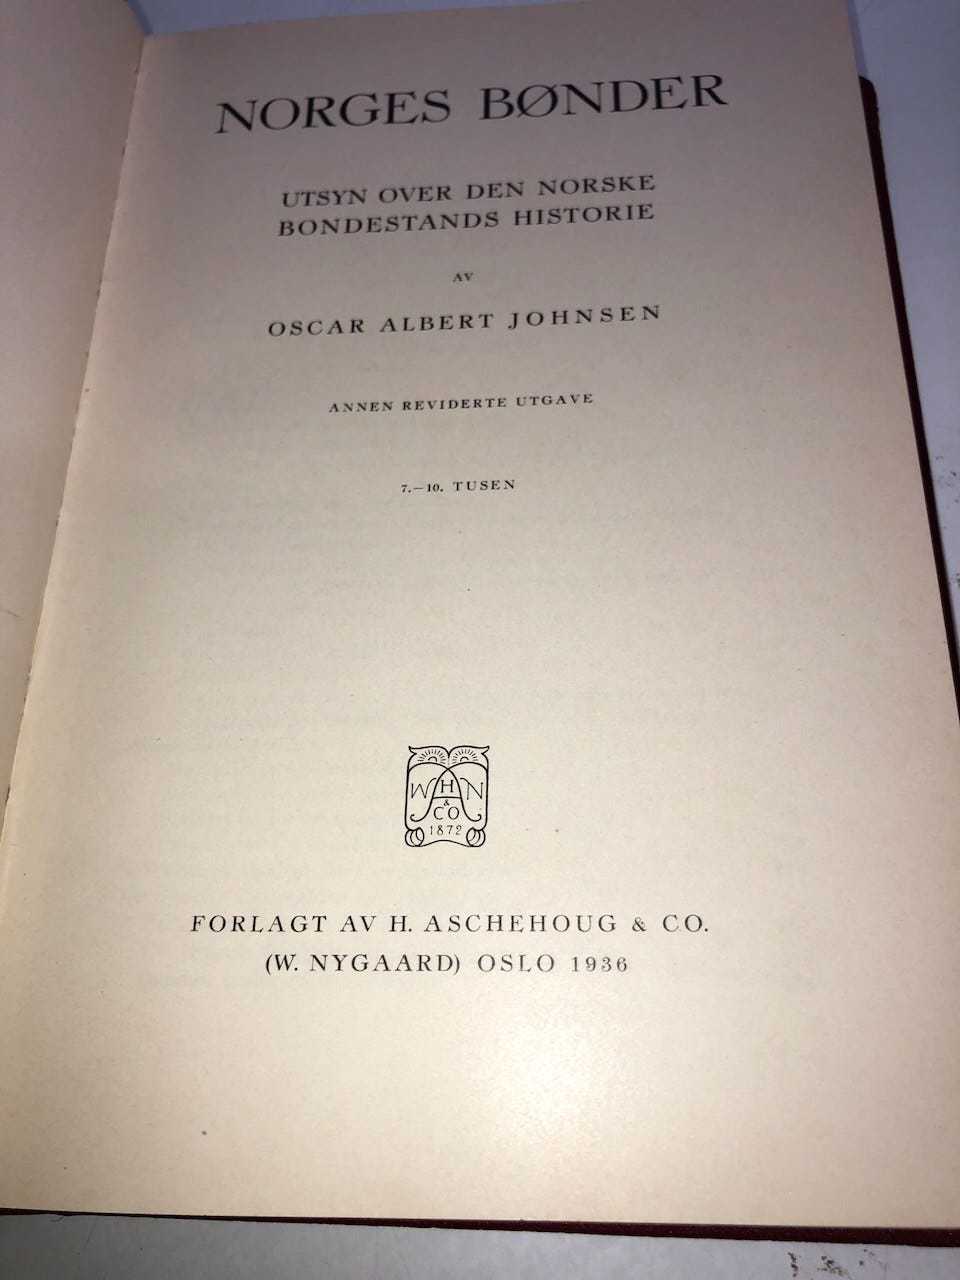 NORGES BØNDER
UTSYN OVER DEN NORSKE
BONDESTANDS HISTORIE
AV
OSCAR ALBERT JOHNSEN
ANNEN REVIDERTE UTGAVE
7.—10. TUSEN
W H N
&
CO
1872
FORLAGT AV H. ASCHEHOUG & CO.
(W. NYGAARD) OSLO 1936